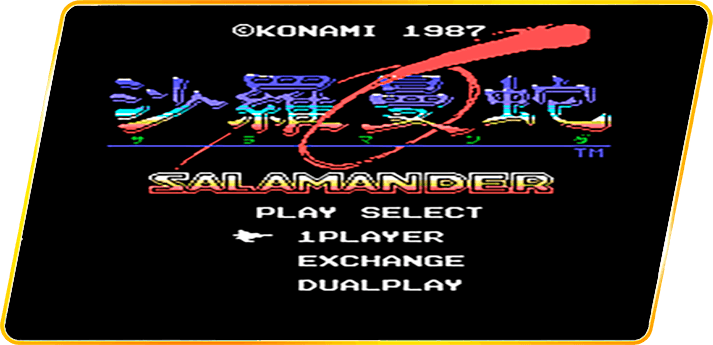 ©KONAMI 1987
沙羅曼蛇
サラマンダ
TM
SALAMANDER
PLAY SELECT
1PLAYER
EXCHANGE
DUALPLAY